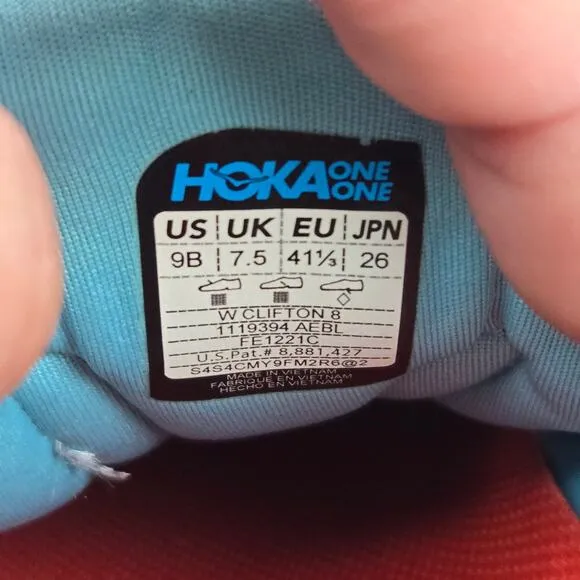 HOKA ONE ONE
US UK EU JPN
9B 7.5 41⅓ 26
W CLIFTON 8
1119394 AEBL
FE1221C
U.S.Pat.# 8,881,427
S4S4CMY9FM2R6@2
MADE IN VIETNAM
FABRIQUE EN VIETNAM
HECHO EN VIETNAM